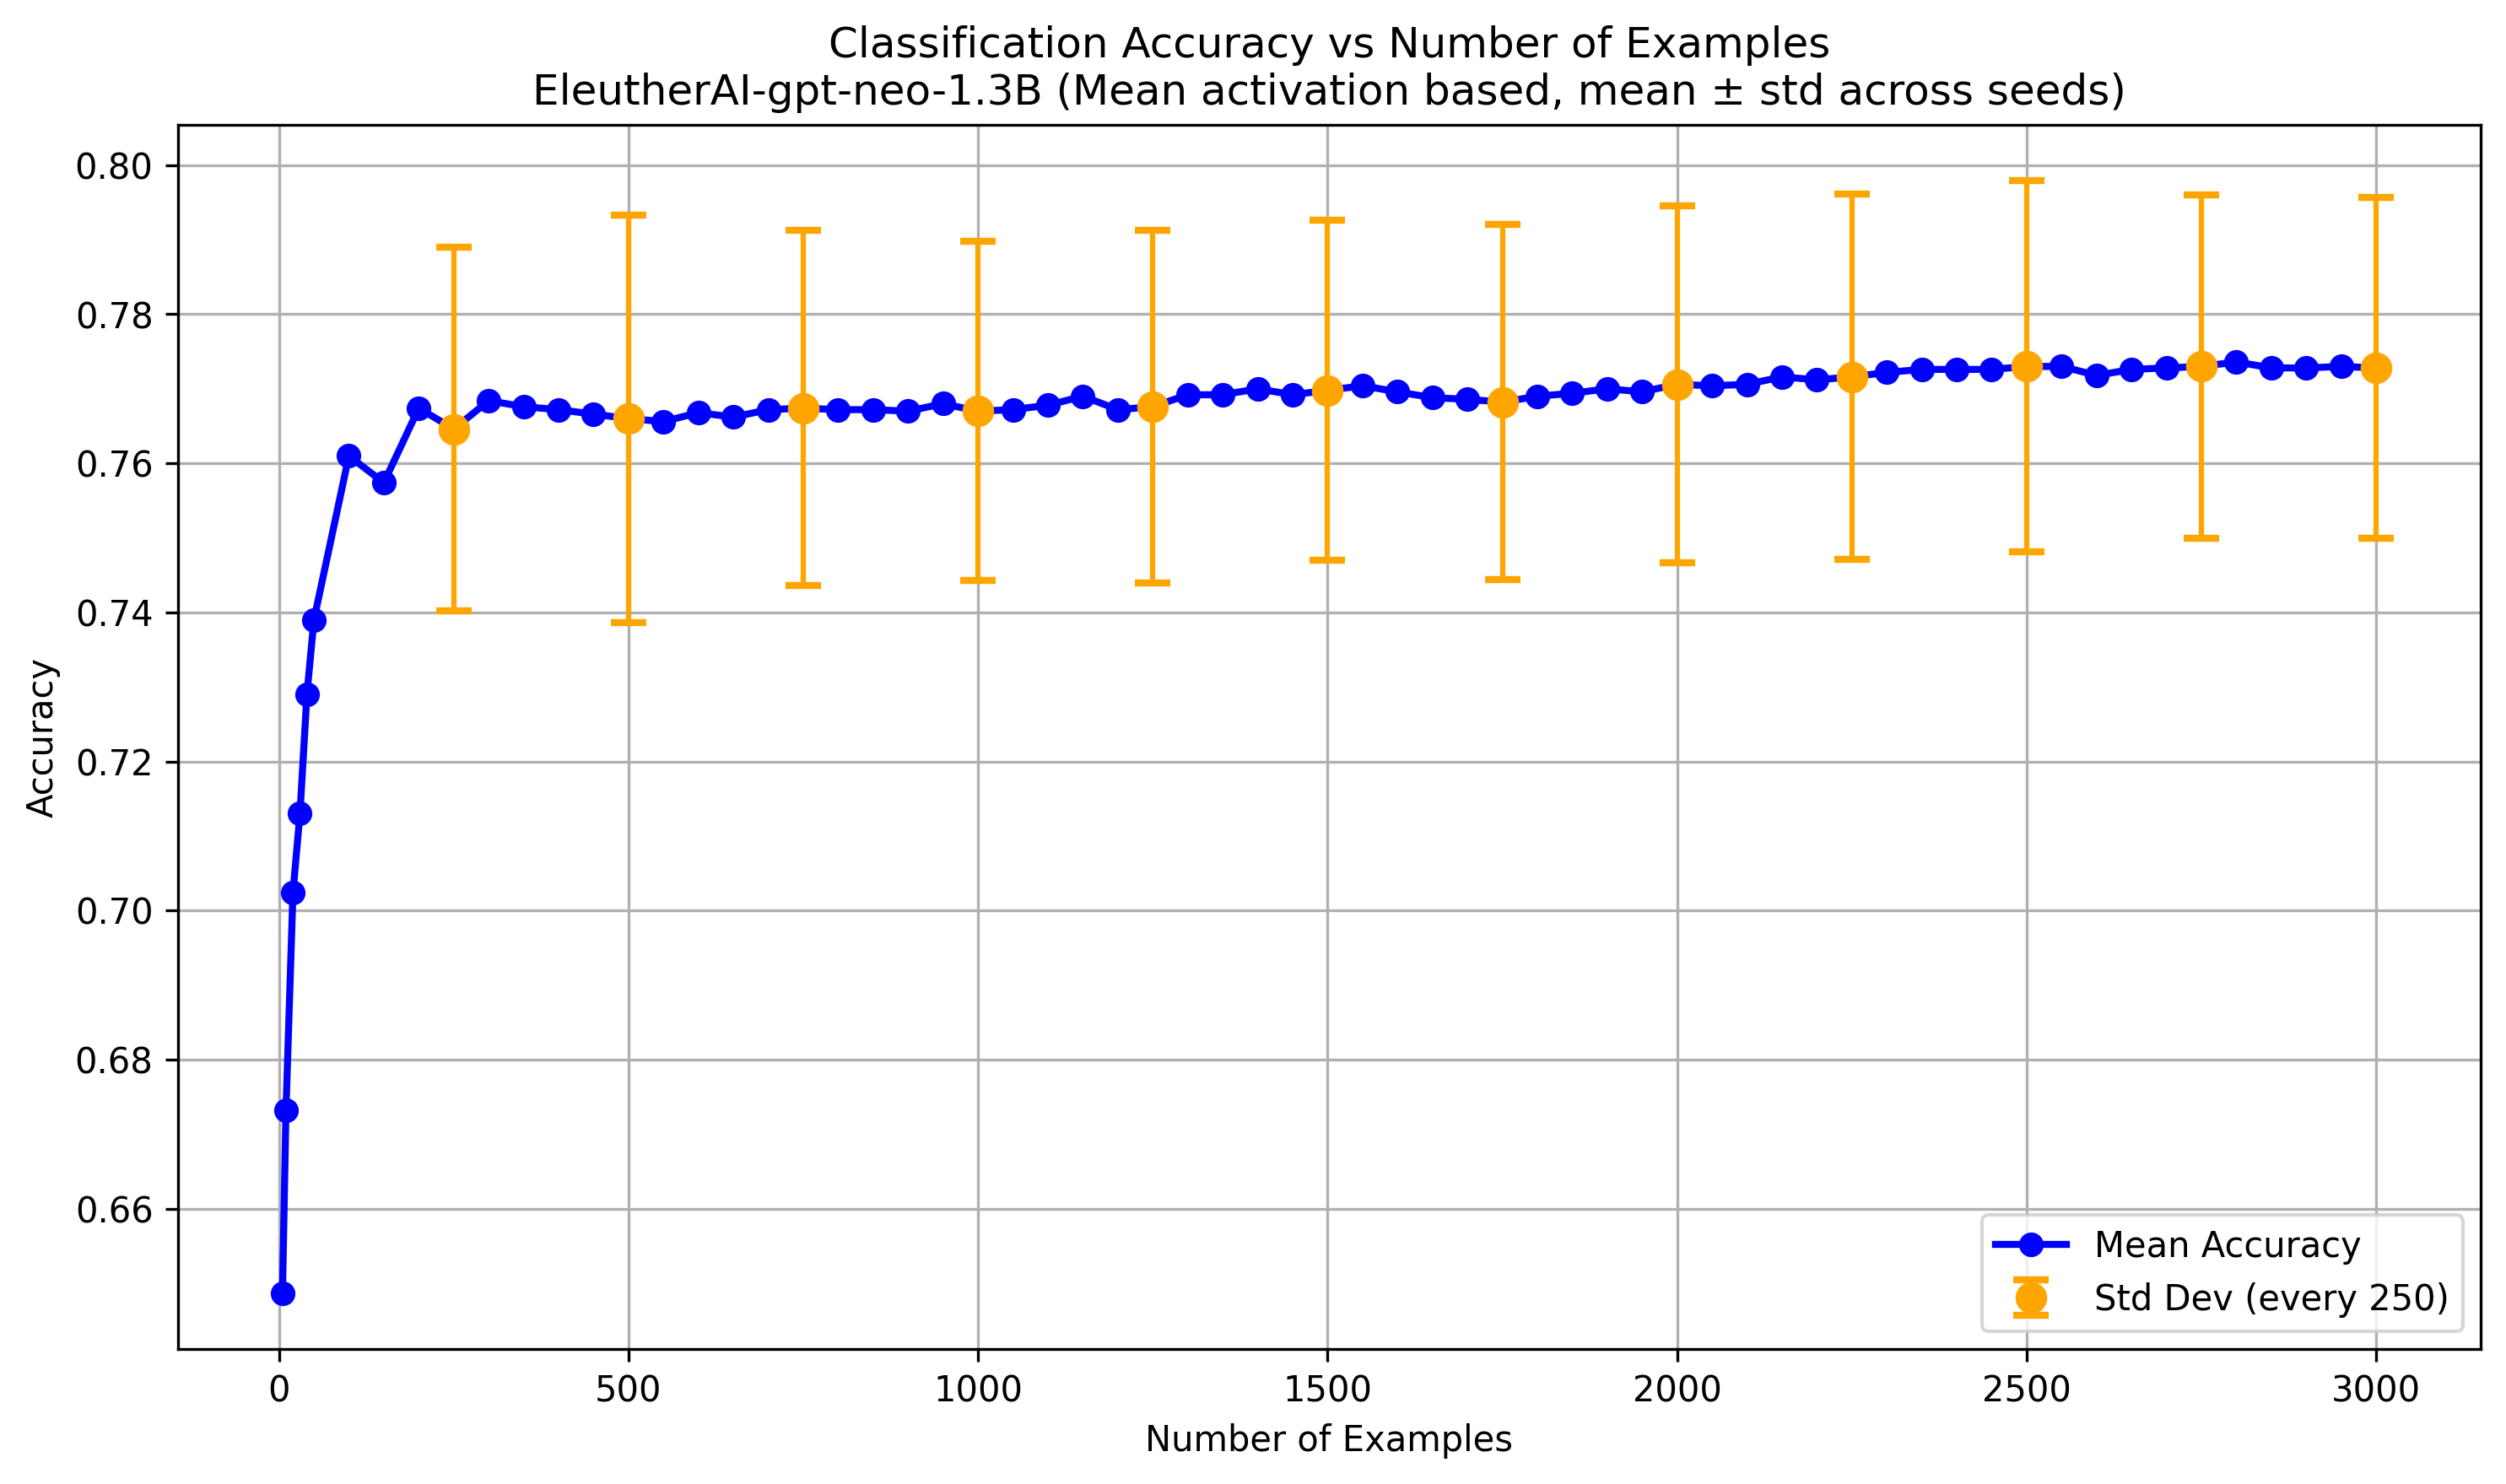 Classification Accuracy vs Number of Examples
EleutherAI-gpt-neo-1.3B (Mean activation based, mean ± std across seeds)
0.80
0.78
0.76
0.74
0.72
0.70
0.68
0.66
Accuracy
Mean Accuracy
Std Dev (every 250)
0 500 1000 1500 2000 2500 3000
Number of Examples